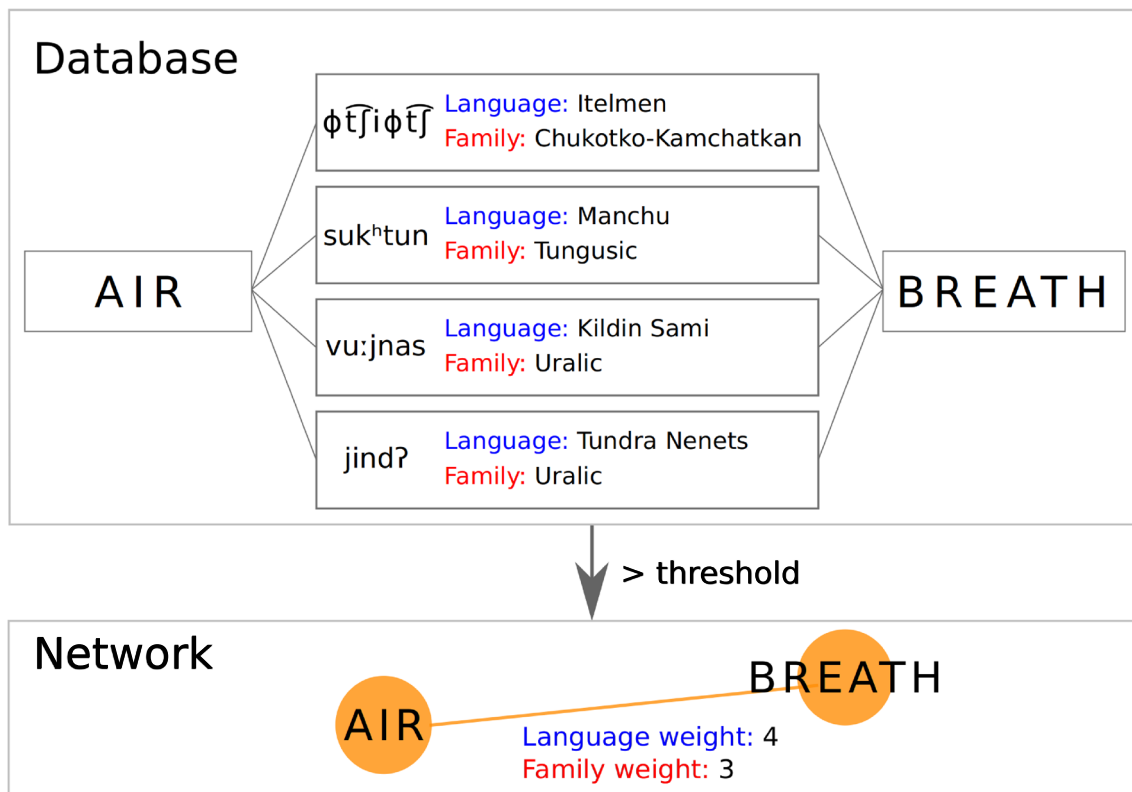 Database
AIR
ɸt͡ʃiɸt͡ʃ
Language: Itelmen
Family: Chukotko-Kamchatkan
sukʰtun
Language: Manchu
Family: Tungusic
vuːjnas
Language: Kildin Sami
Family: Uralic
jindʔ
Language: Tundra Nenets
Family: Uralic
BREATH
> threshold
Network
AIR
BREATH
Language weight: 4
Family weight: 3